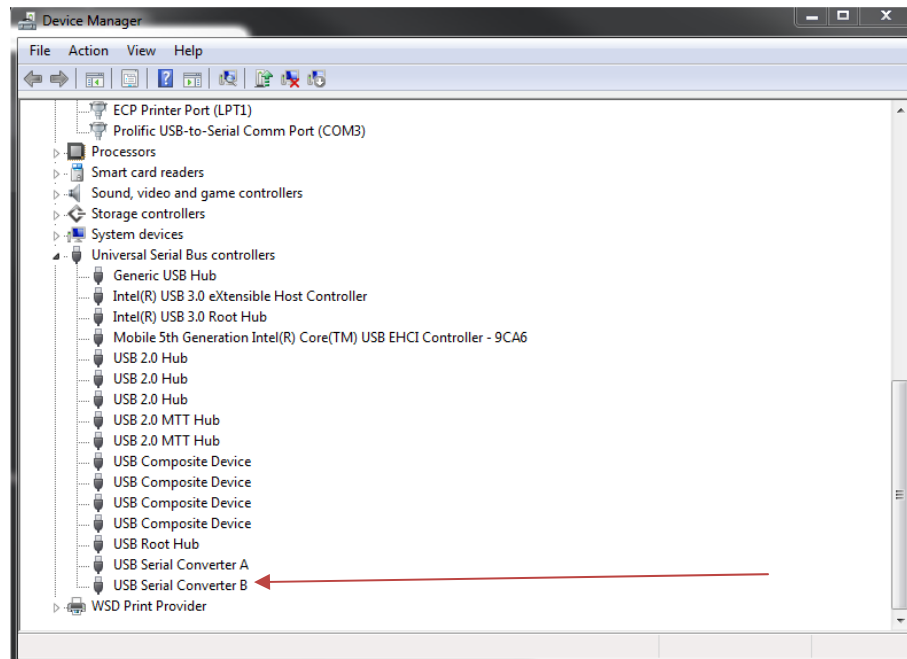 Device Manager
File Action View Help
ECP Printer Port (LPT1)
Prolific USB-to-Serial Comm Port (COM3)
Processors
Smart card readers
Sound, video and game controllers
Storage controllers
System devices
Universal Serial Bus controllers
Generic USB Hub
Intel(R) USB 3.0 eXtensible Host Controller
Intel(R) USB 3.0 Root Hub
Mobile 5th Generation Intel(R) Core(TM) USB EHCI Controller - 9CA6
USB 2.0 Hub
USB 2.0 Hub
USB 2.0 Hub
USB 2.0 MTT Hub
USB 2.0 MTT Hub
USB Composite Device
USB Composite Device
USB Composite Device
USB Composite Device
USB Root Hub
USB Serial Converter A
USB Serial Converter B
WSD Print Provider